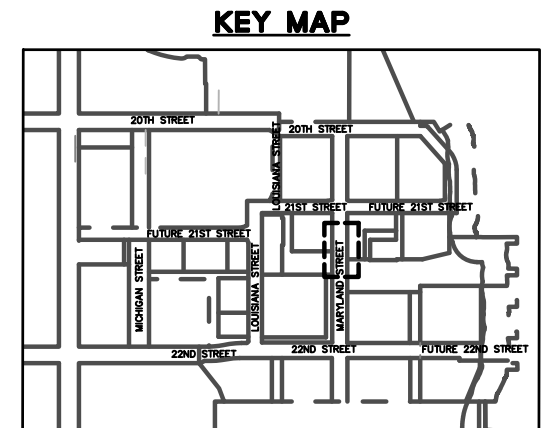 KEY MAP
20TH STREET
20TH STREET
LOUISIANA STREET
21ST STREET
FUTURE 21ST STREET
FUTURE 21ST STREET
MICHIGAN STREET
LOUISIANA STREET
MARYLAND STREET
22ND STREET
22ND STREET
FUTURE 22ND STREET